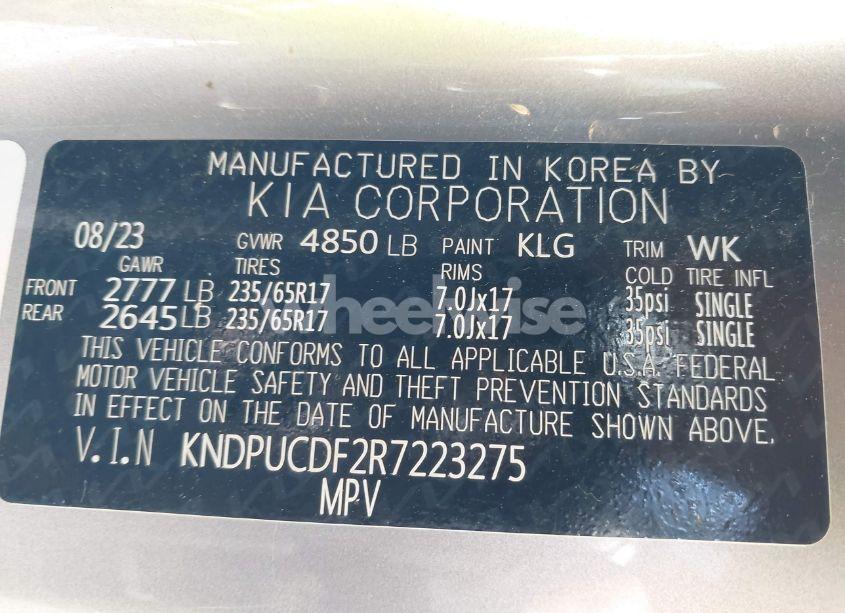 MANUFACTURED IN KOREA BY
KIA CORPORATION
08/23 GVWR 4850 LB PAINT KLG TRIM WK
GAWR TIRES RIMS COLD TIRE INFL
FRONT 2777 LB 235/65R17 7.0Jx17 35psi SINGLE
REAR 2645 LB 235/65R17 7.0Jx17 35psi SINGLE
heelwise
THIS VEHICLE CONFORMS TO ALL APPLICABLE U.S.A. FEDERAL
MOTOR VEHICLE SAFETY AND THEFT PREVENTION STANDARDS
IN EFFECT ON THE DATE OF MANUFACTURE SHOWN ABOVE.
V.I.N KNDPUCDF2R7223275
MPV